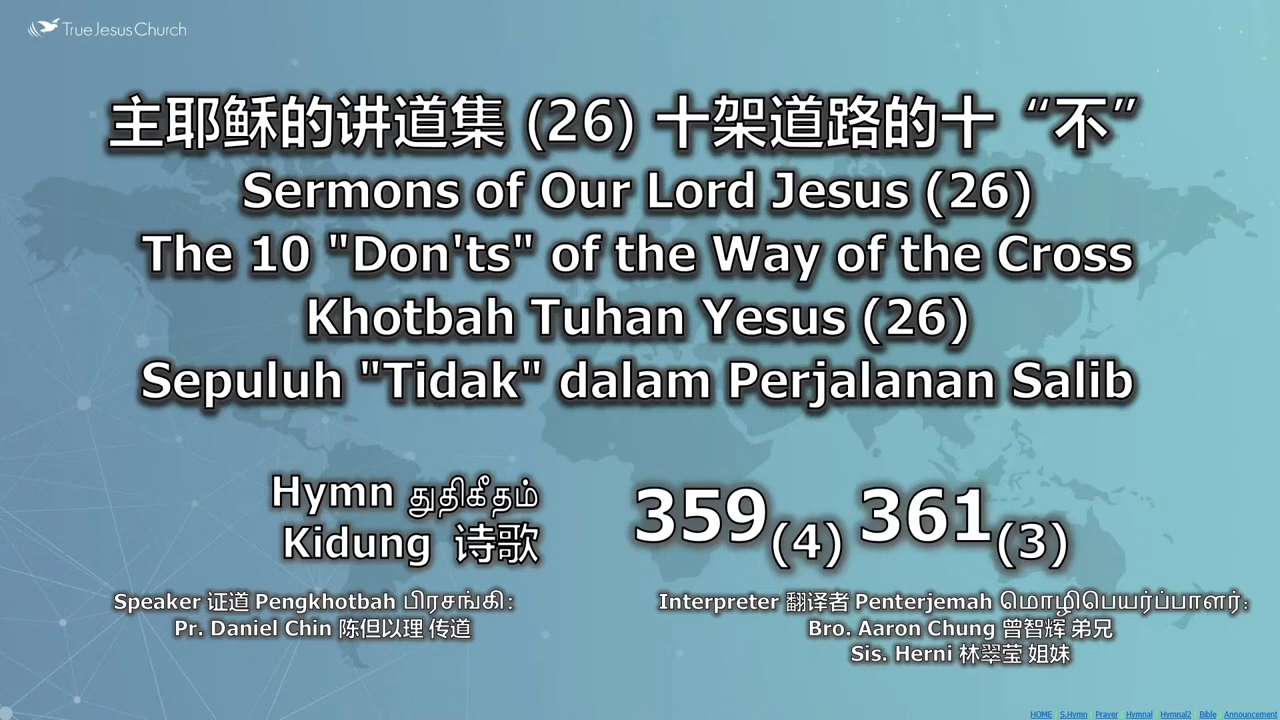 True Jesus Church
主耶稣的讲道集 (26) 十架道路的十“不”
Sermons of Our Lord Jesus (26)
The 10 "Don'ts" of the Way of the Cross
Khotbah Tuhan Yesus (26)
Sepuluh "Tidak" dalam Perjalanan Salib
Hymn துதிகீதம்
Kidung 诗歌
359(4) 361(3)
Speaker 证道 Pengkhotbah பிரசங்கி:
Pr. Daniel Chin 陈但以理 传道
Interpreter 翻译者 Penterjemah மொழிபெயர்ப்பாளர்:
Bro. Aaron Chung 曾智辉 弟兄
Sis. Herni 林翠莹 姐妹
HOME | S.Hymn | Prayer | Hymnal | Hymnal2 | Bible | Announcement